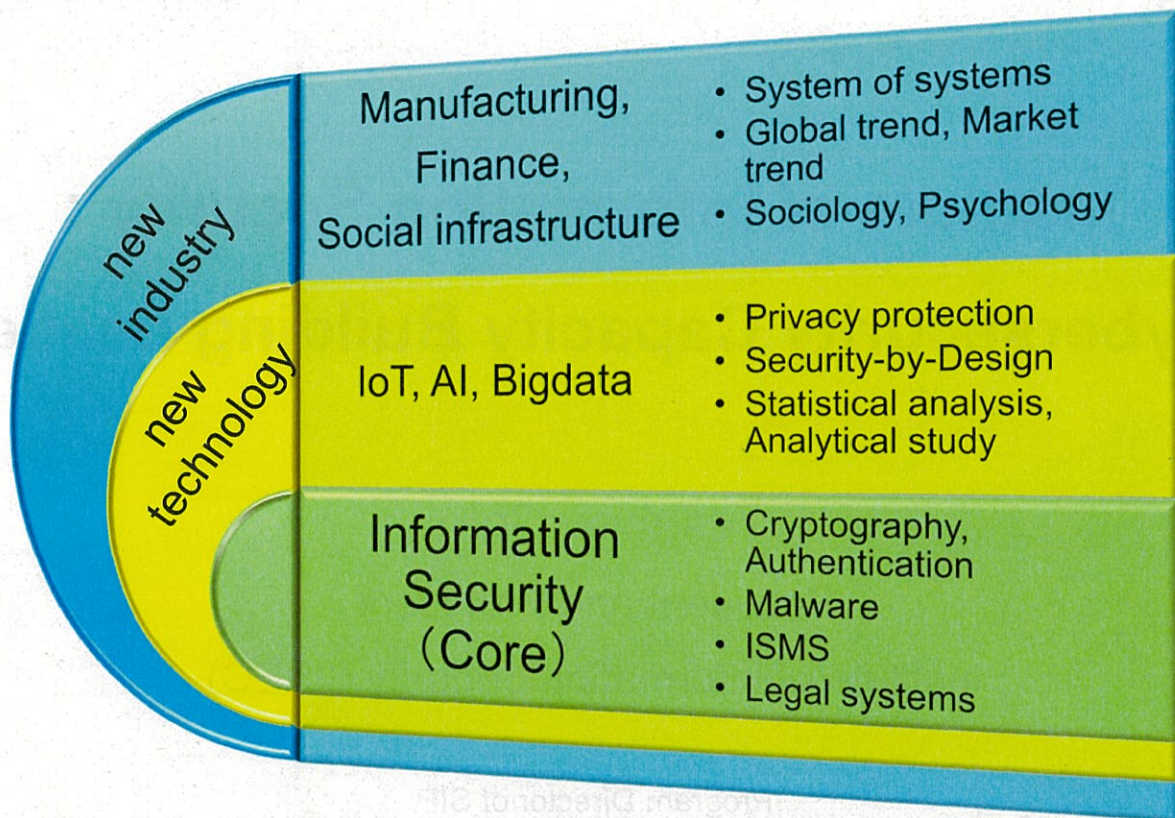 new
industry
Manufacturing,
Finance,
Social infrastructure
• System of systems
• Global trend, Market
trend
• Sociology, Psychology
new
technology
IoT, AI, Bigdata
• Privacy protection
• Security-by-Design
• Statistical analysis,
Analytical study
Information
Security
（Core）
• Cryptography,
Authentication
• Malware
• ISMS
• Legal systems